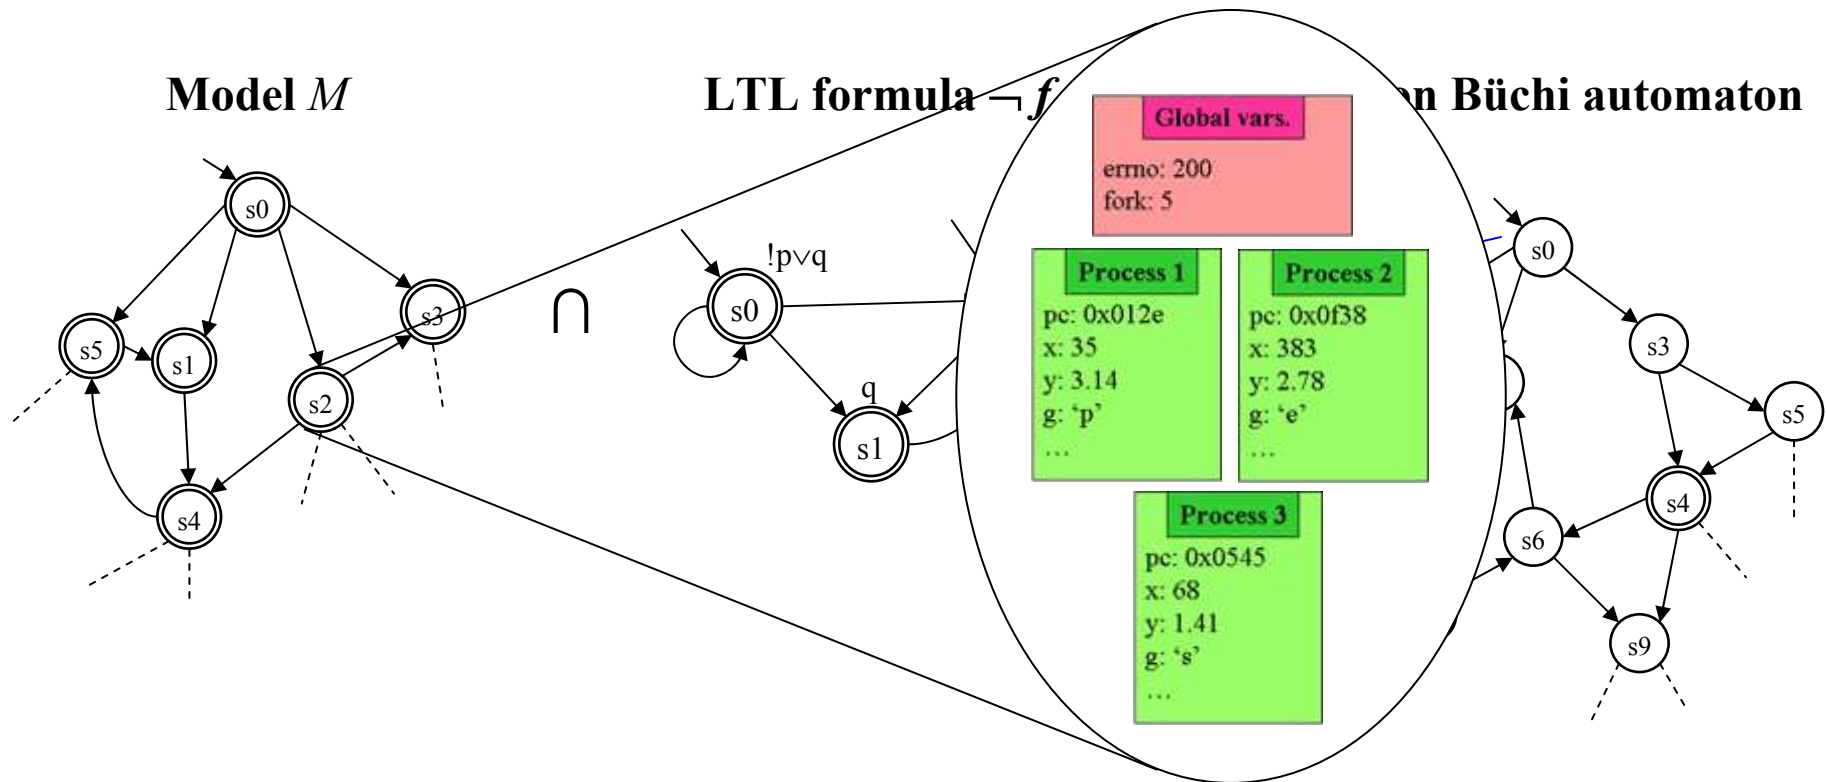 Model M
LTL formula ¬ f
on Büchi automaton
s0
s5
s1
s3
s2
s4
∩
!p∨q
s0
q
s1
Global vars.
errno: 200
fork: 5
Process 1
pc: 0x012e
x: 35
y: 3.14
g: ‘p’
…
Process 2
pc: 0x0f38
x: 383
y: 2.78
g: ‘e’
…
Process 3
pc: 0x0545
x: 68
y: 1.41
g: ‘s’
…
s0
s3
s5
s4
s6
s9